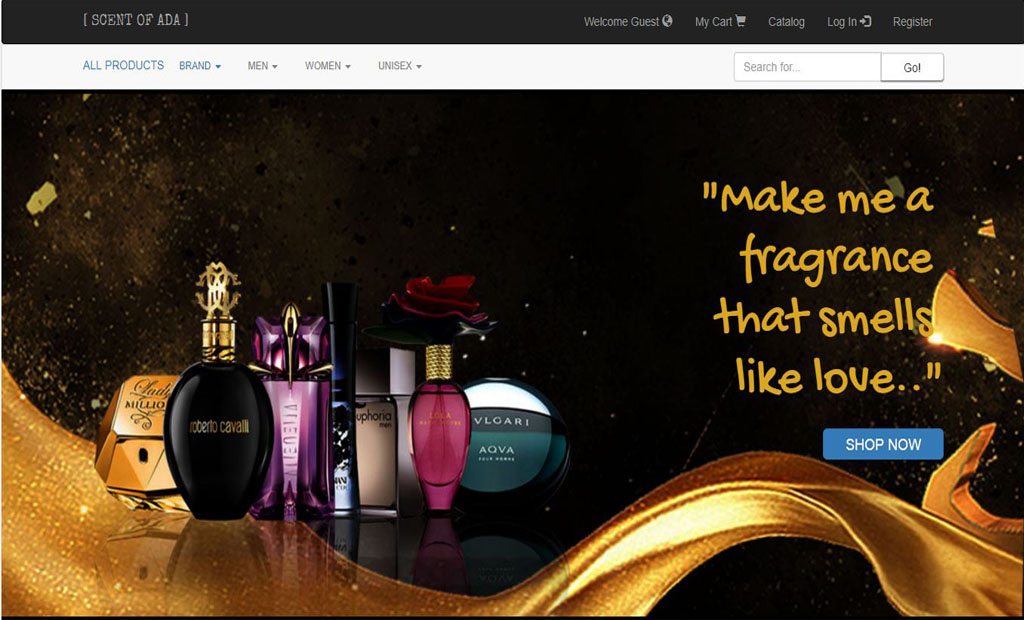 [ SCENT OF ADA ]
Welcome Guest
My Cart
Catalog
Log In
Register
ALL PRODUCTS
BRAND
MEN
WOMEN
UNISEX
Search for...
Go!
"Make me a
fragrance
that smells
like love.."
SHOP NOW
Lady
MILLION
roberto cavalli
euphoria
men
LOLA
BVLGARI
AQVA
POUR HOMME